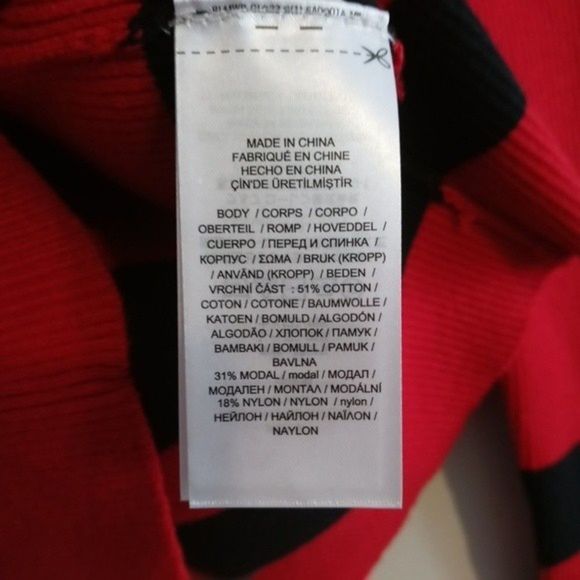 MADE IN CHINA
FABRIQUÉ EN CHINE
HECHO EN CHINA
ÇİN'DE ÜRETİLMİŞTİR
BODY / CORPS / CORPO /
OBERTEIL / ROMP / HOVEDDEL /
CUERPO / ПЕРЕД И СПИНКА /
КОРПУС / ΣΩΜΑ / BRUK (KROPP)
/ ANVÄND (KROPP) / BEDEN /
VRCHNÍ ČÁST : 51% COTTON /
COTON / COTONE / BAUMWOLLE /
KATOEN / BOMULD / ALGODÓN /
ALGODÃO / ХЛОПОК / ПАМУК /
BAMBAKI / BOMULL / PAMUK /
BAVLNA
31% MODAL / modal / МОДАЛ /
МОДАЛЕН / ΜΟΝΤΑΛ / MODÁLNÍ
18% NYLON / NYLON / nylon /
НЕЙЛОН / НАЙЛОН / ΝΑΪΛΟΝ /
NAYLON